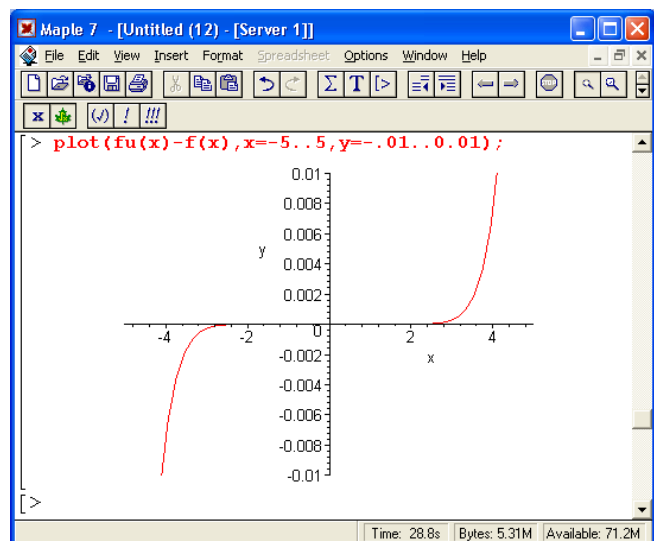 Maple 7 - [Untitled (12) - [Server 1]]
File Edit View Insert Format Spreadsheet Options Window Help
Σ T [>
STOP
x (√) ! !!!
> plot(fu(x)-f(x),x=-5..5,y=-.01..0.01);
0.01
0.008
0.006
y
0.004
0.002
-4 -2 0 2 4
x
-0.002
-0.004
-0.006
-0.008
-0.01
[>
Time: 28.8s Bytes: 5.31M Available: 71.2M